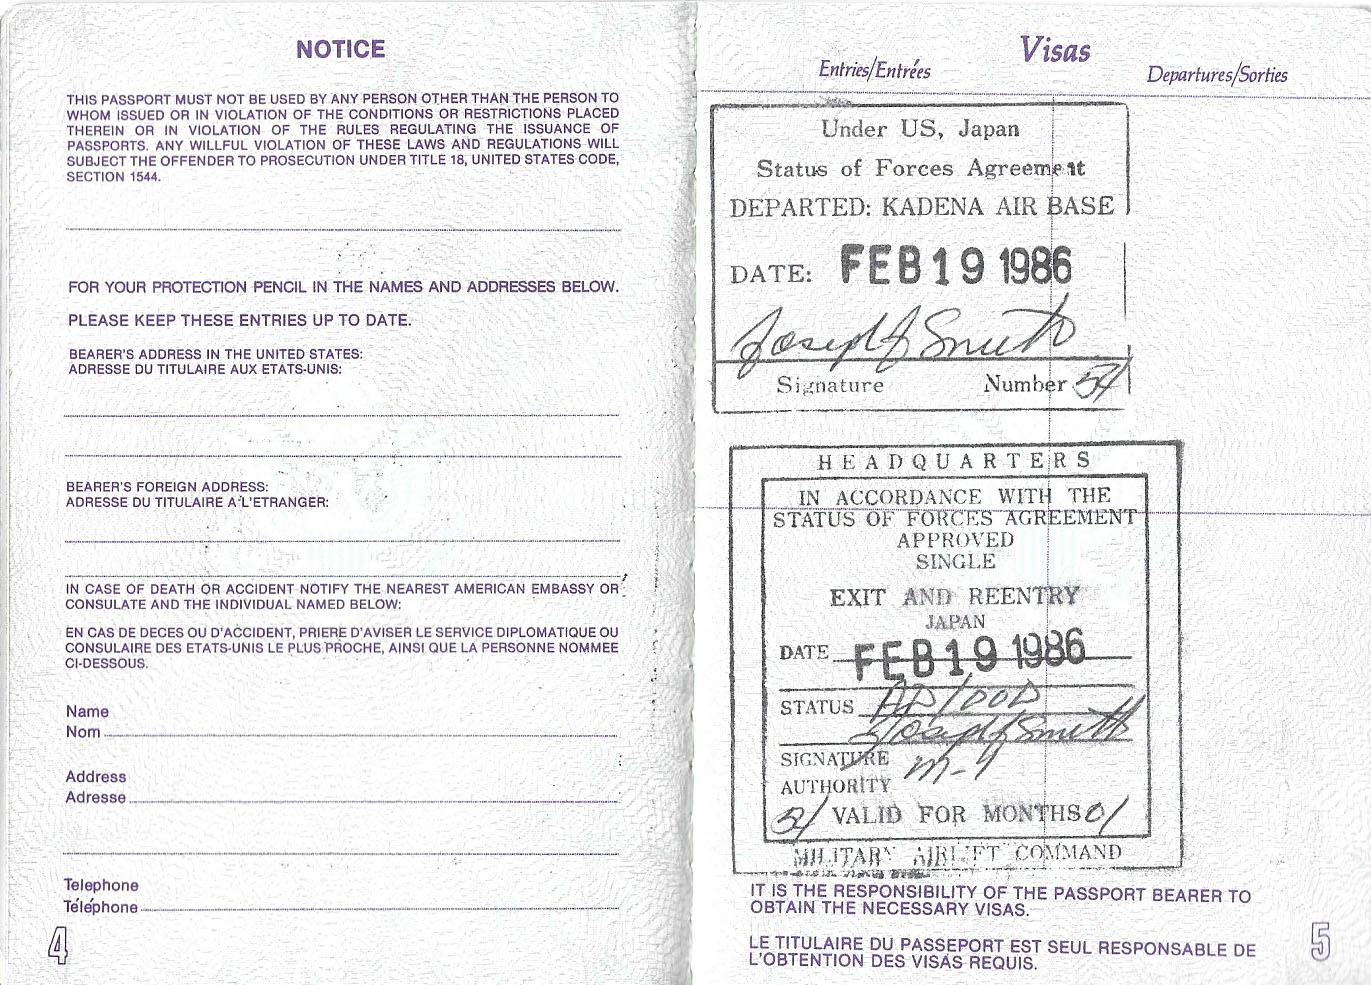 NOTICE
THIS PASSPORT MUST NOT BE USED BY ANY PERSON OTHER THAN THE PERSON TO
WHOM ISSUED OR IN VIOLATION OF THE CONDITIONS OR RESTRICTIONS PLACED
THEREIN OR IN VIOLATION OF THE RULES REGULATING THE ISSUANCE OF
PASSPORTS. ANY WILLFUL VIOLATION OF THESE LAWS AND REGULATIONS WILL
SUBJECT THE OFFENDER TO PROSECUTION UNDER TITLE 18, UNITED STATES CODE,
SECTION 1544.
FOR YOUR PROTECTION PENCIL IN THE NAMES AND ADDRESSES BELOW.
PLEASE KEEP THESE ENTRIES UP TO DATE.
BEARER'S ADDRESS IN THE UNITED STATES:
ADRESSE DU TITULAIRE AUX ETATS-UNIS:
BEARER'S FOREIGN ADDRESS:
ADRESSE DU TITULAIRE A L'ETRANGER:
IN CASE OF DEATH OR ACCIDENT NOTIFY THE NEAREST AMERICAN EMBASSY OR
CONSULATE AND THE INDIVIDUAL NAMED BELOW:
EN CAS DE DECES OU D'ACCIDENT, PRIERE D'AVISER LE SERVICE DIPLOMATIQUE OU
CONSULAIRE DES ETATS-UNIS LE PLUS PROCHE, AINSI QUE LA PERSONNE NOMMEE
CI-DESSOUS.
Name
Nom
Address
Adresse
Telephone
Téléphone
4
Visas
Entries/Entrées Departures/Sorties
Under US, Japan
Status of Forces Agreement
DEPARTED: KADENA AIR BASE
DATE: FEB 19 1986
Joseph J Smith
Signature Number 54
HEADQUARTERS
IN ACCORDANCE WITH THE
STATUS OF FORCES AGREEMENT
APPROVED
SINGLE
EXIT AND REENTRY
JAPAN
DATE FEB 19 1986
STATUS AD/DOD
Joseph J Smith
SIGNATURE
AUTHORITY M-4
VALID FOR MONTHS 01
MILITARY AIRLIFT COMMAND
IT IS THE RESPONSIBILITY OF THE PASSPORT BEARER TO
OBTAIN THE NECESSARY VISAS.
LE TITULAIRE DU PASSEPORT EST SEUL RESPONSABLE DE
L'OBTENTION DES VISAS REQUIS.
5